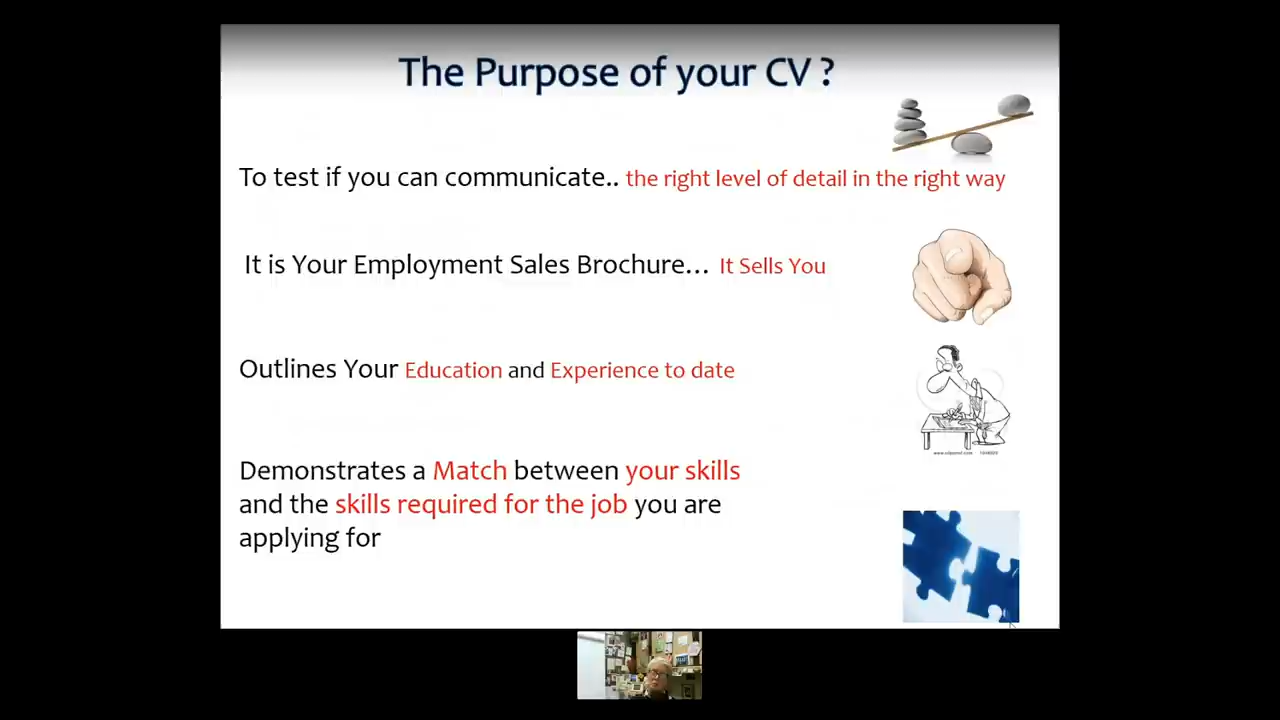 The Purpose of your CV ?
To test if you can communicate.. the right level of detail in the right way
It is Your Employment Sales Brochure... It Sells You
Outlines Your Education and Experience to date
Demonstrates a Match between your skills
and the skills required for the job you are
applying for